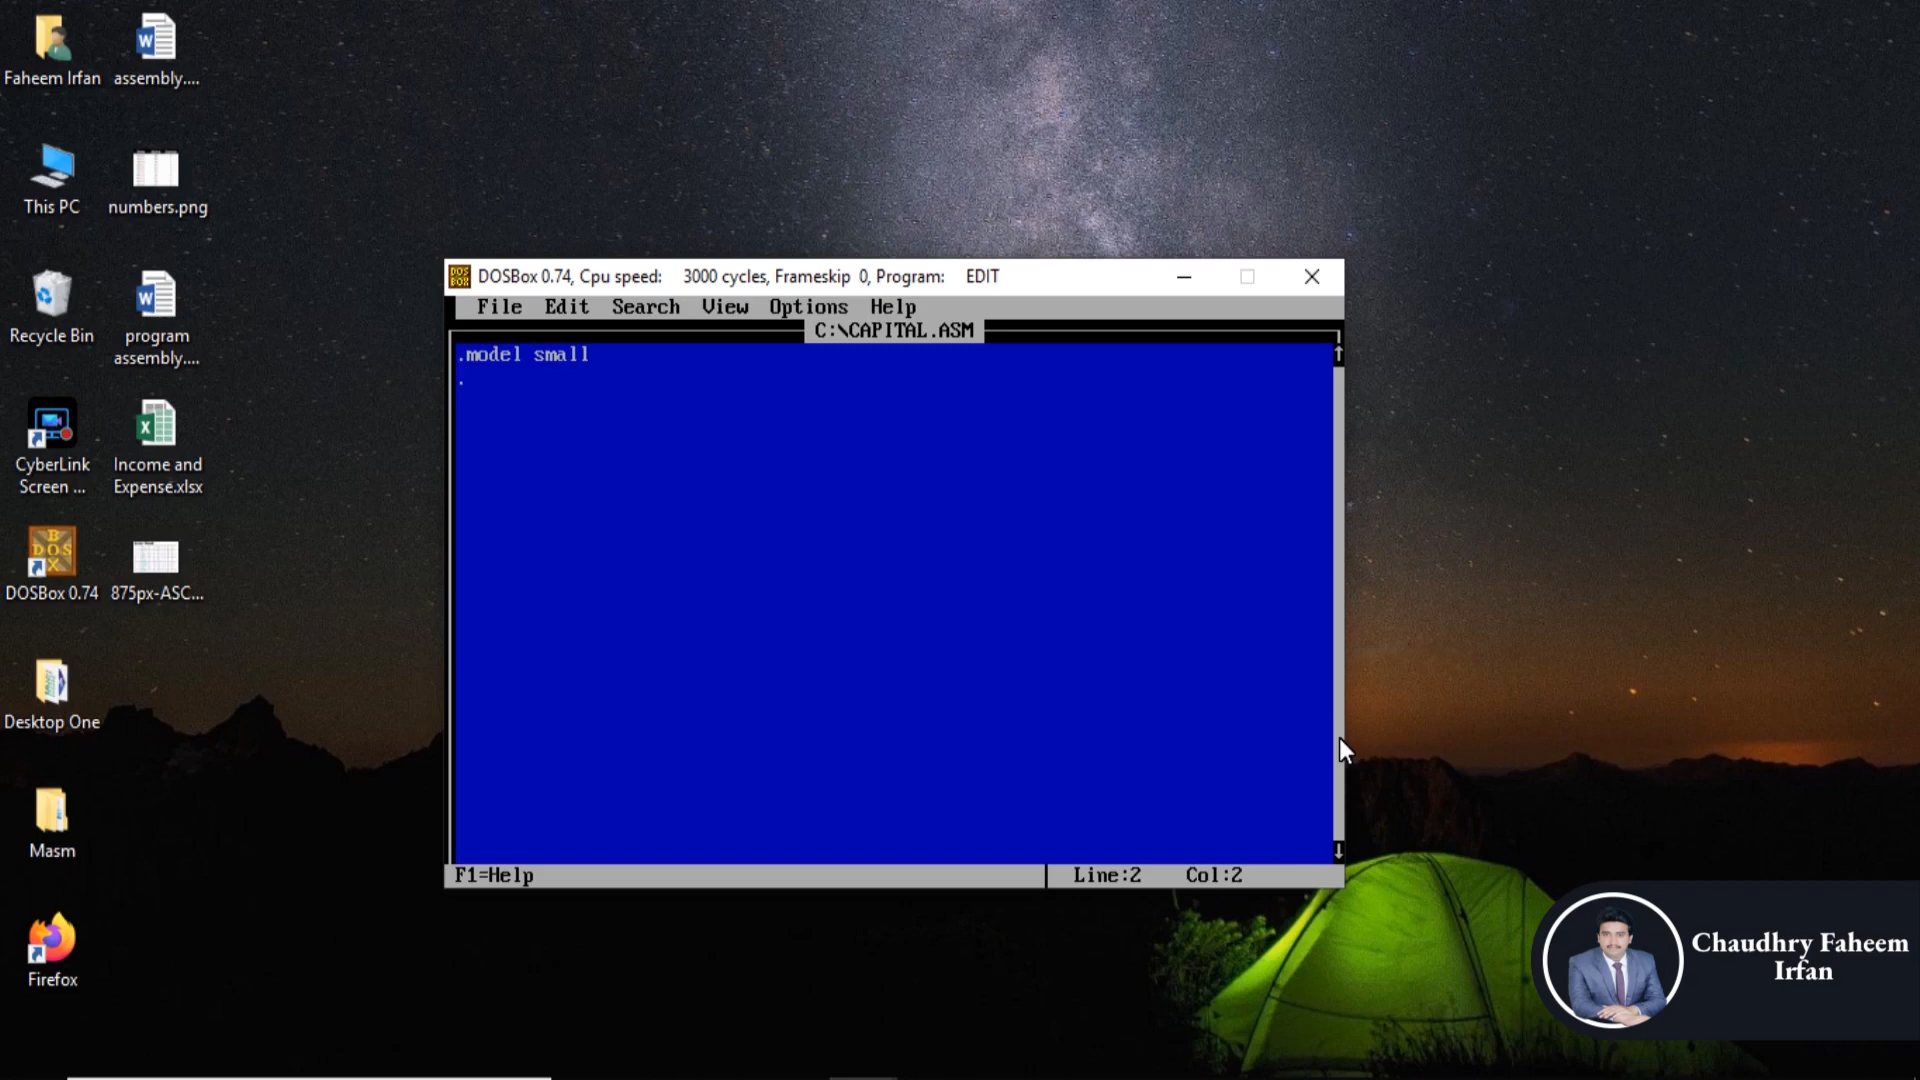 Faheem Irfan
assembly....
This PC
numbers.png
Recycle Bin
program
assembly....
CyberLink
Screen ...
Income and
Expense.xlsx
DOSBox 0.74
875px-ASC...
Desktop One
Masm
Firefox
DOSBox 0.74, Cpu speed: 3000 cycles, Frameskip 0, Program: EDIT
File Edit Search View Options Help
C:\CAPITAL.ASM
.model small
.
F1=Help Line:2 Col:2
Chaudhry Faheem
Irfan